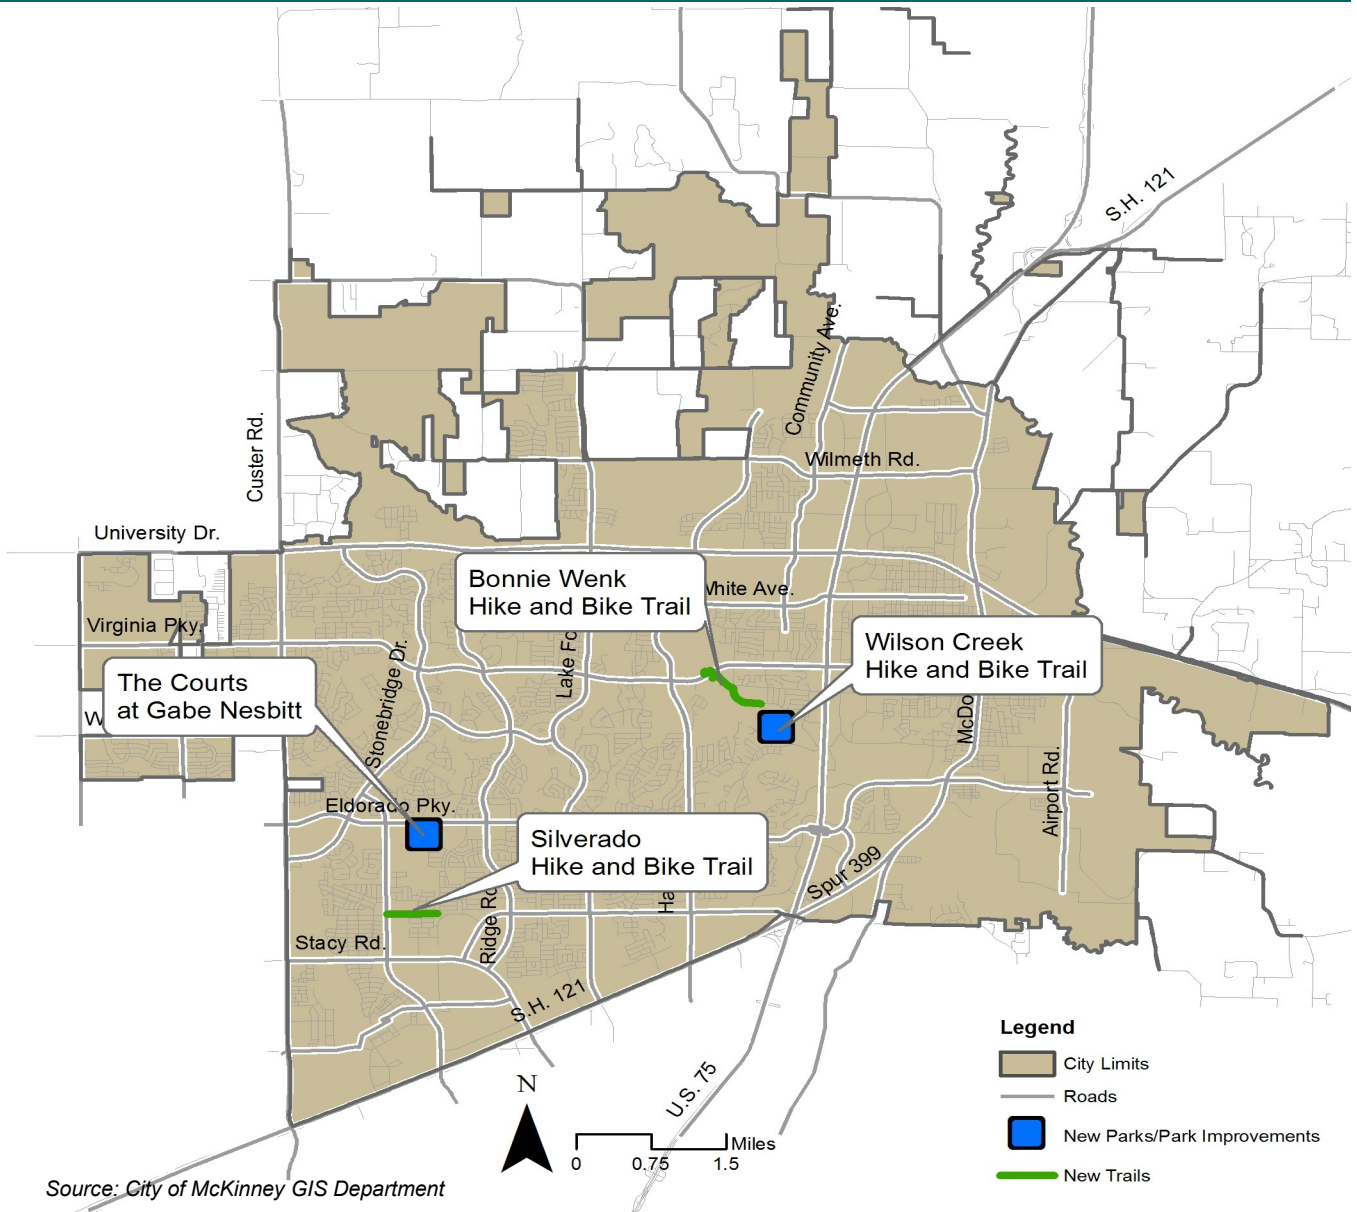 S.H. 121
Community Ave.
Custer Rd.
Wilmeth Rd.
University Dr.
Bonnie Wenk
Hike and Bike Trail
White Ave.
Virginia Pky.
Wilson Creek
Hike and Bike Trail
The Courts
at Gabe Nesbitt
Stonebridge Dr.
Lake Fo
W
McDo
Airport Rd.
Eldorado Pky.
Silverado
Hike and Bike Trail
Spur 399
Ha
Ridge Rd
Stacy Rd.
S.H. 121
U.S. 75
N
Miles
0 0.75 1.5
Legend
City Limits
Roads
New Parks/Park Improvements
New Trails
Source: City of McKinney GIS Department